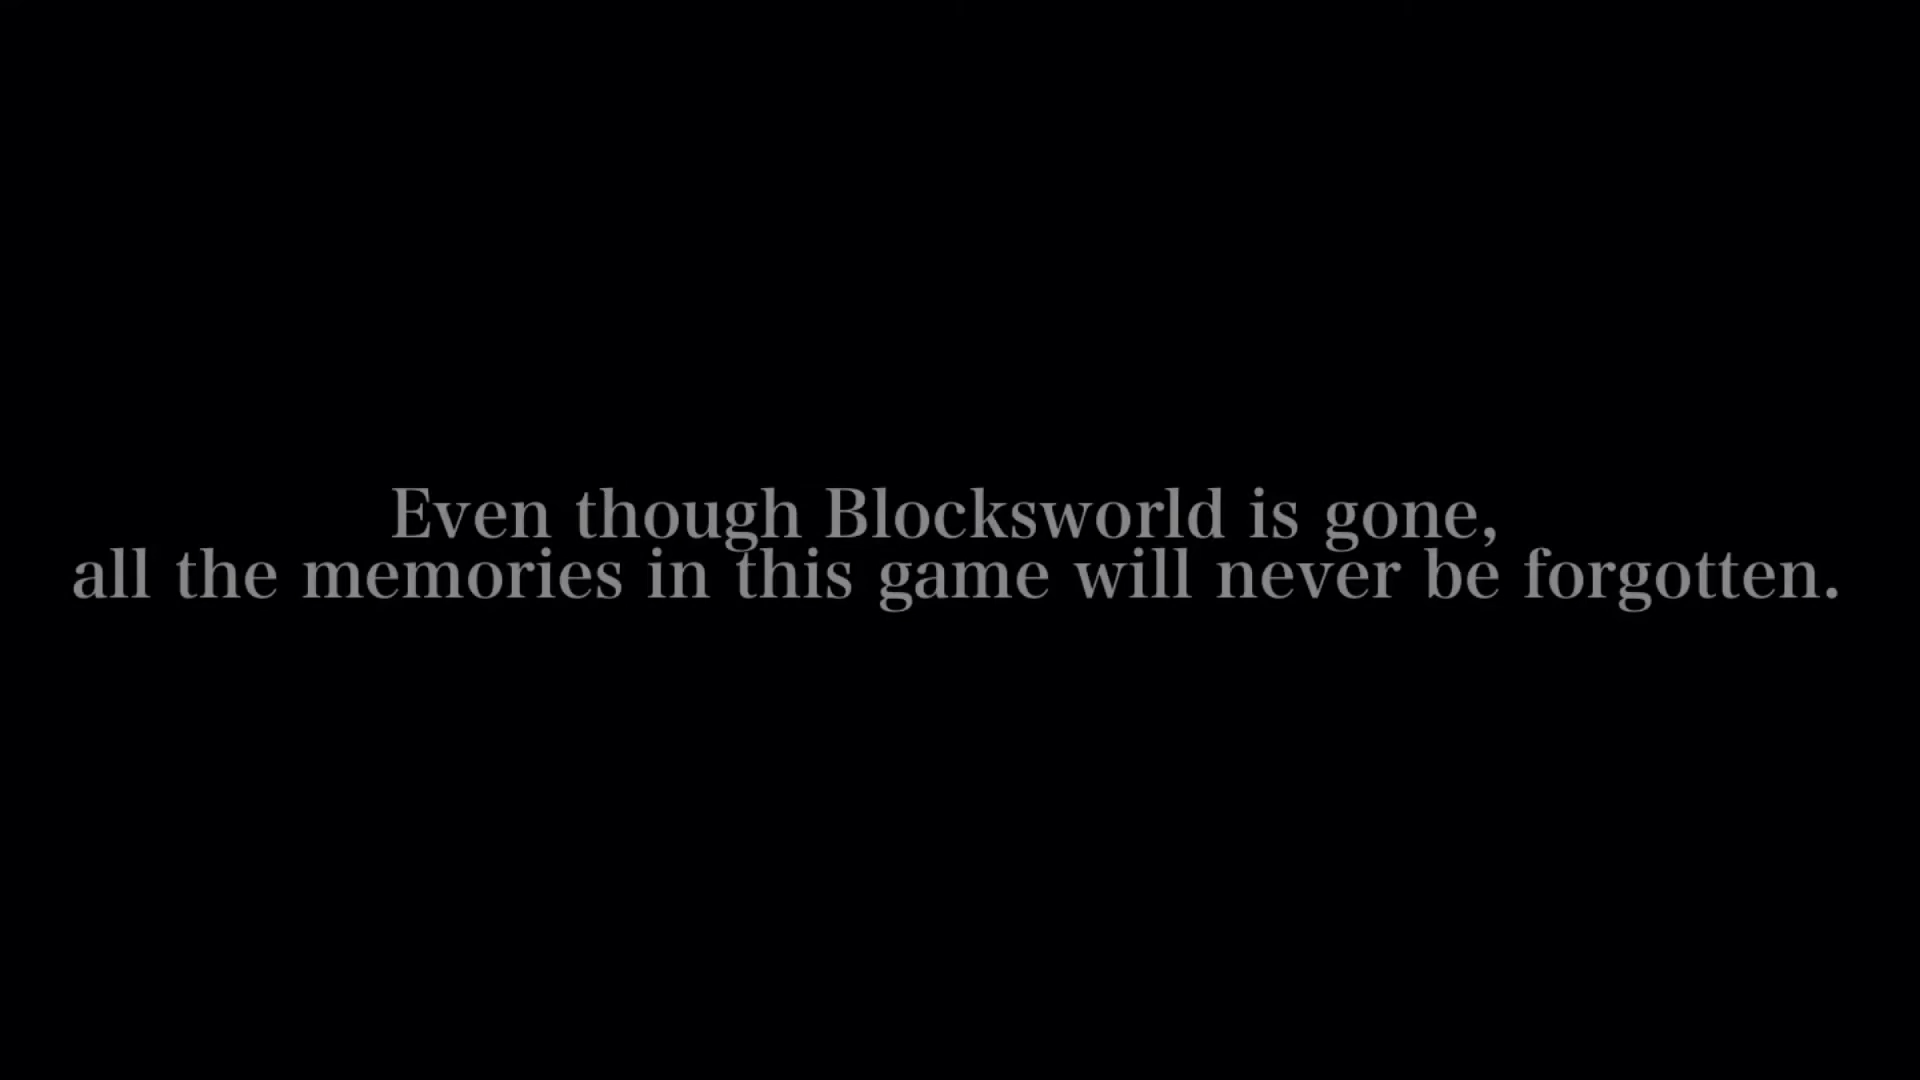 Even though Blocksworld is gone,
all the memories in this game will never be forgotten.